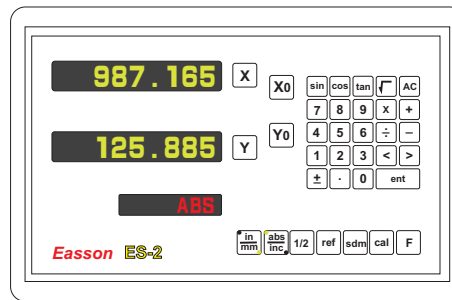 987.165 X X0
sin cos tan √ AC
7 8 9 x +
125.885 Y Y0
4 5 6 ÷ −
1 2 3 < >
± · 0 ent
ABS
Easson ES-2
in/mm abs/inc 1/2 ref sdm cal F